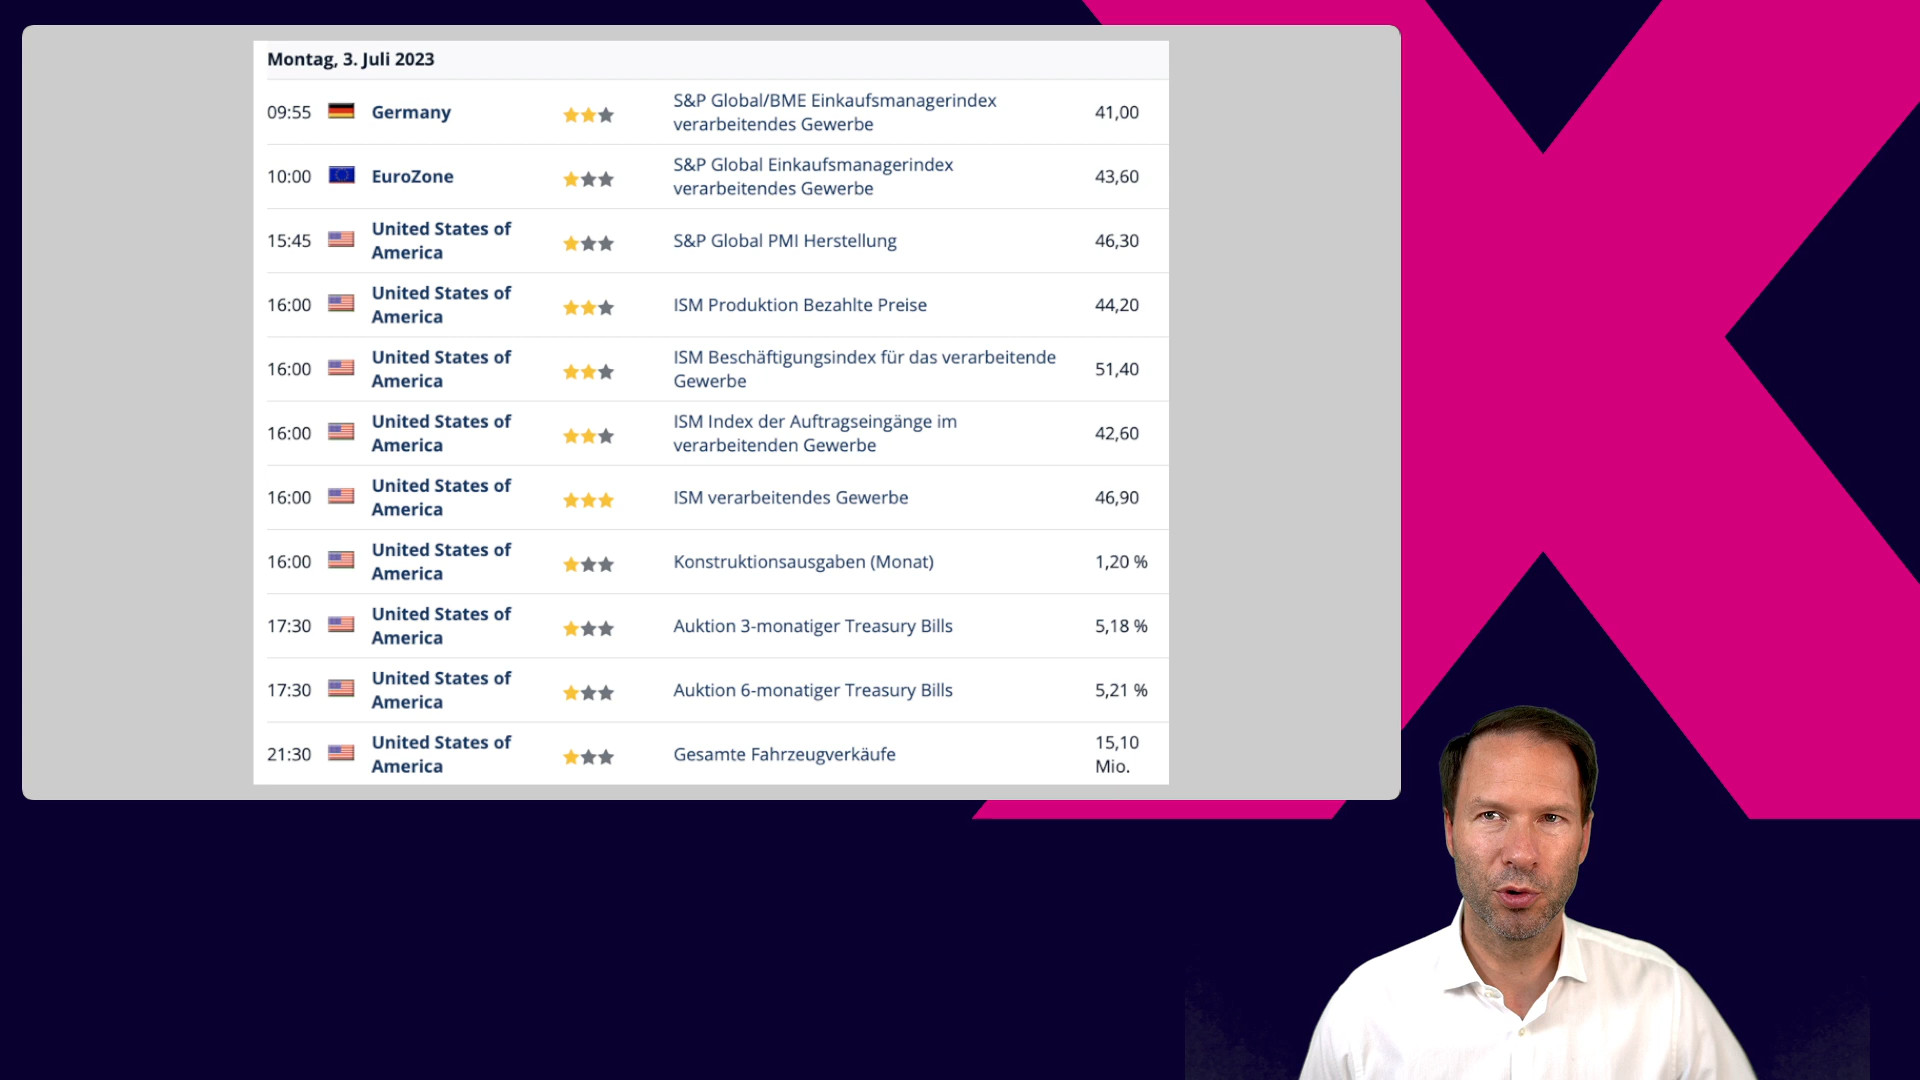 Montag, 3. Juli 2023
09:55 Germany S&P Global/BME Einkaufsmanagerindex verarbeitendes Gewerbe 41,00
10:00 EuroZone S&P Global Einkaufsmanagerindex verarbeitendes Gewerbe 43,60
15:45 United States of America S&P Global PMI Herstellung 46,30
16:00 United States of America ISM Produktion Bezahlte Preise 44,20
16:00 United States of America ISM Beschäftigungsindex für das verarbeitende Gewerbe 51,40
16:00 United States of America ISM Index der Auftragseingänge im verarbeitenden Gewerbe 42,60
16:00 United States of America ISM verarbeitendes Gewerbe 46,90
16:00 United States of America Konstruktionsausgaben (Monat) 1,20 %
17:30 United States of America Auktion 3-monatiger Treasury Bills 5,18 %
17:30 United States of America Auktion 6-monatiger Treasury Bills 5,21 %
21:30 United States of America Gesamte Fahrzeugverkäufe 15,10 Mio.